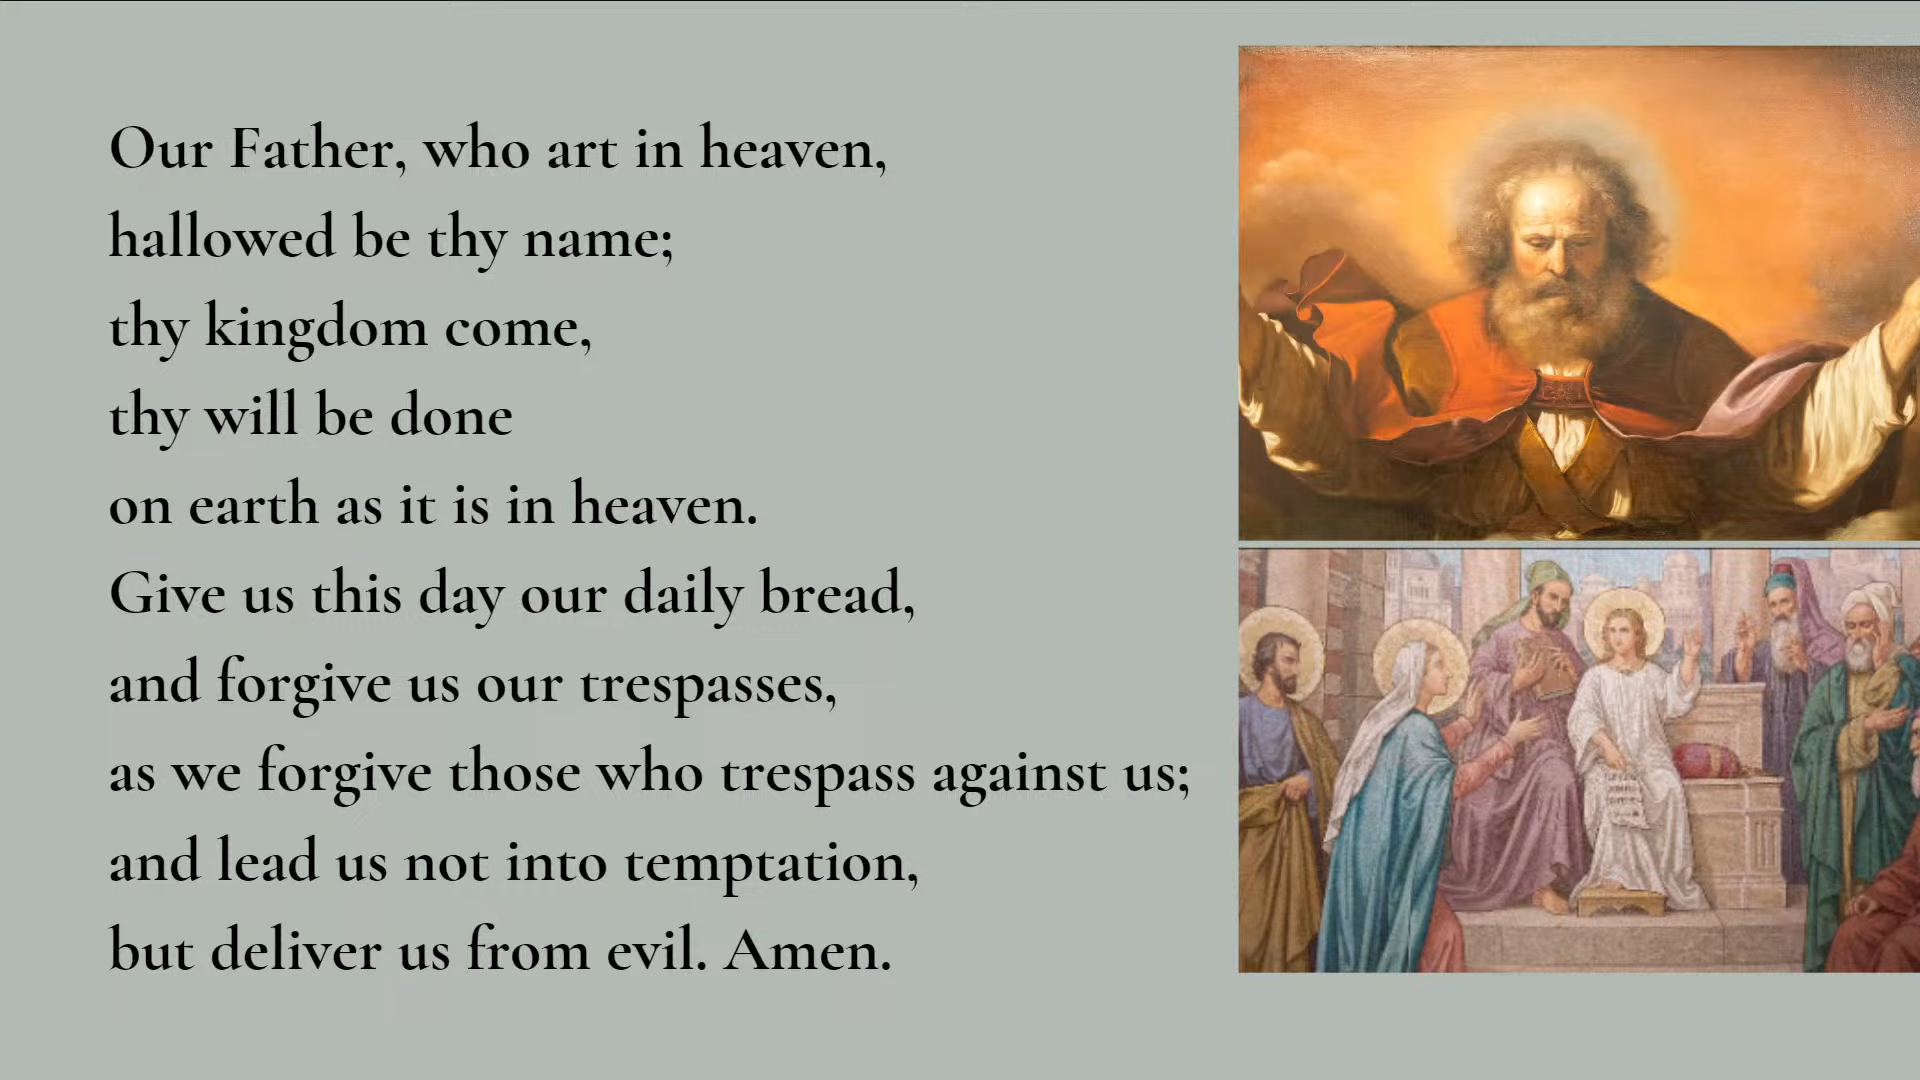 Our Father, who art in heaven,
hallowed be thy name;
thy kingdom come,
thy will be done
on earth as it is in heaven.
Give us this day our daily bread,
and forgive us our trespasses,
as we forgive those who trespass against us;
and lead us not into temptation,
but deliver us from evil. Amen.